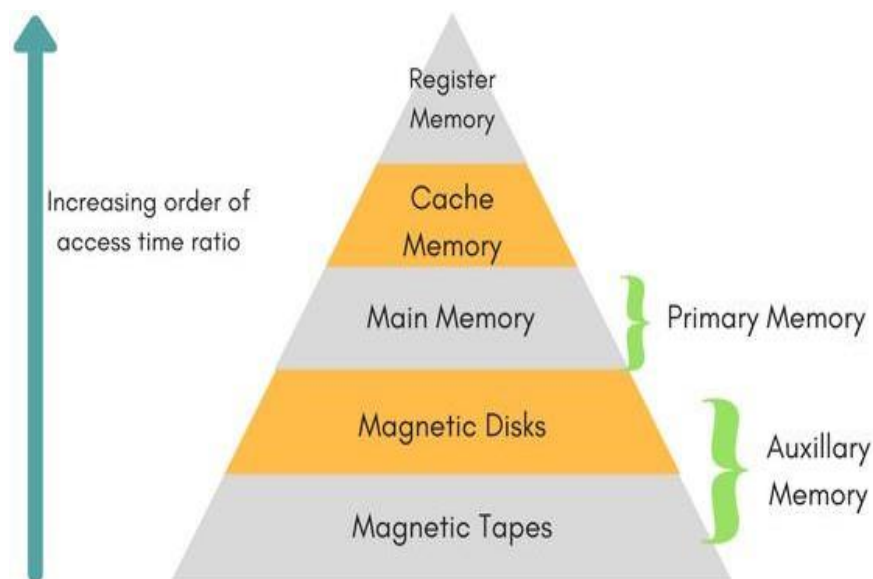 Register
Memory
Increasing order of
access time ratio
Cache
Memory
Main Memory
Primary Memory
Magnetic Disks
Auxillary
Memory
Magnetic Tapes